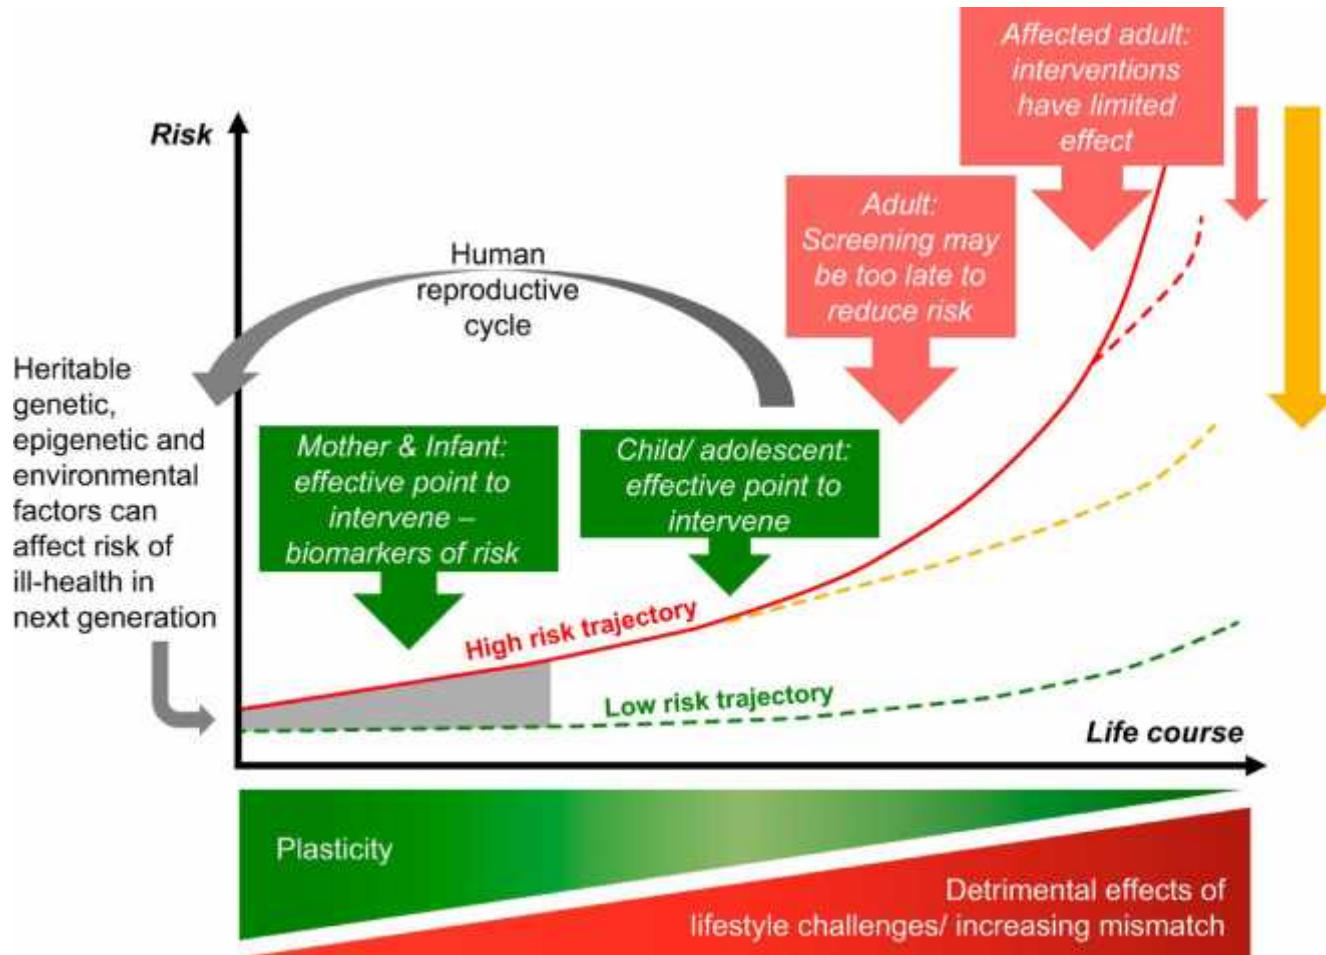 Affected adult:
interventions
have limited
effect
Risk
Adult:
Screening may
be too late to
reduce risk
Human
reproductive
cycle
Heritable
genetic,
epigenetic and
environmental
factors can
affect risk of
ill-health in
next generation
Mother & Infant:
effective point to
intervene –
biomarkers of risk
Child/ adolescent:
effective point to
intervene
High risk trajectory
Low risk trajectory
Life course
Plasticity
Detrimental effects of
lifestyle challenges/ increasing mismatch